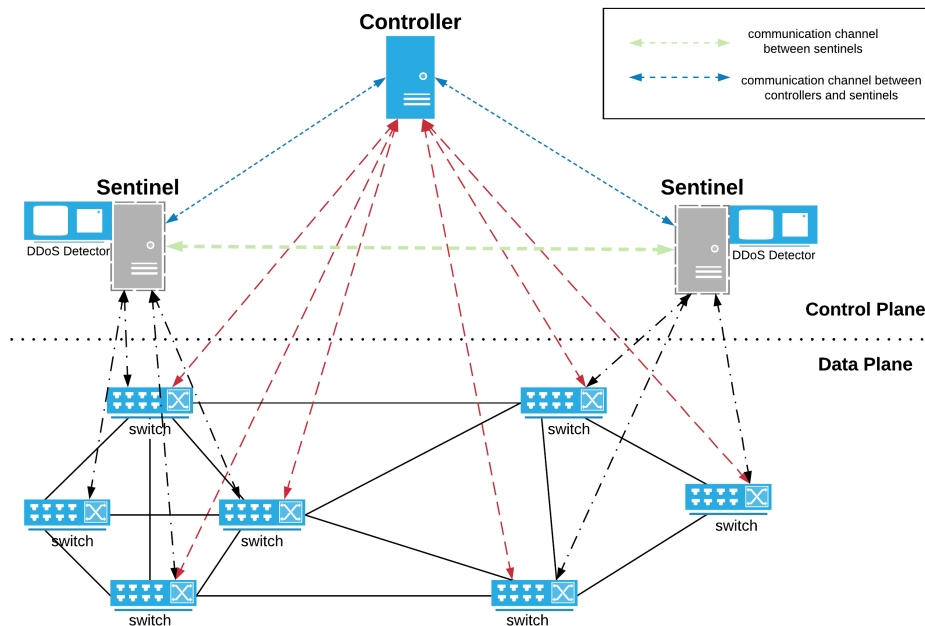 Controller
communication channel
between sentinels
communication channel between
controllers and sentinels
Sentinel
Sentinel
DDoS Detector
DDoS Detector
Control Plane
Data Plane
switch
switch
switch
switch
switch
switch
switch